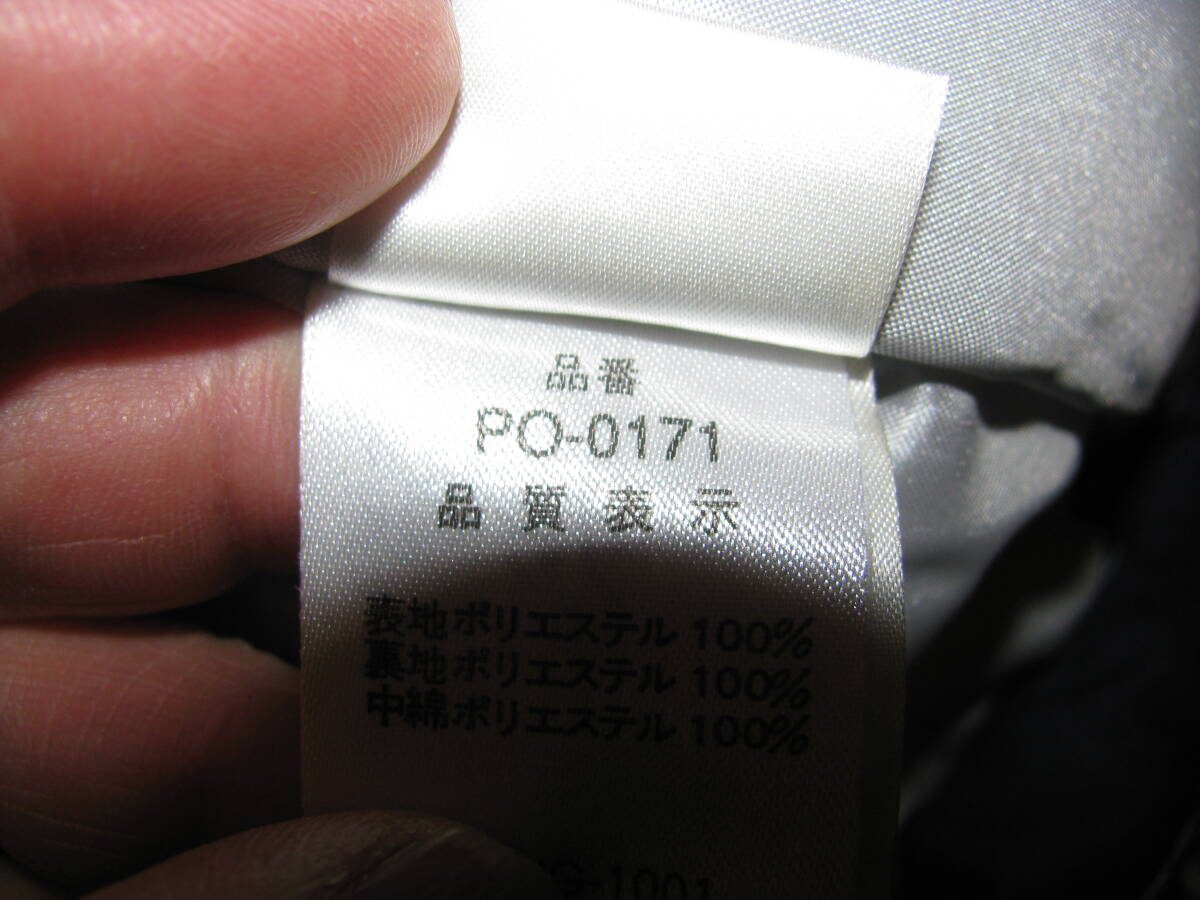 品番
PO-0171
品質表示
表地ポリエステル 100%
裏地ポリエステル 100%
中綿ポリエステル 100%
-1001